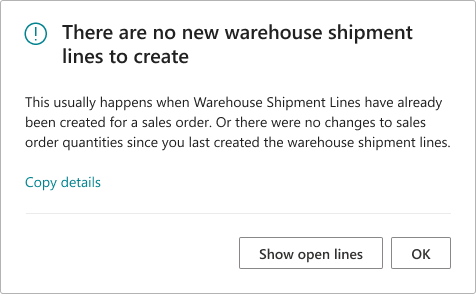 There are no new warehouse shipment
lines to create
This usually happens when Warehouse Shipment Lines have already
been created for a sales order. Or there were no changes to sales
order quantities since you last created the warehouse shipment lines.
Copy details
Show open lines
OK